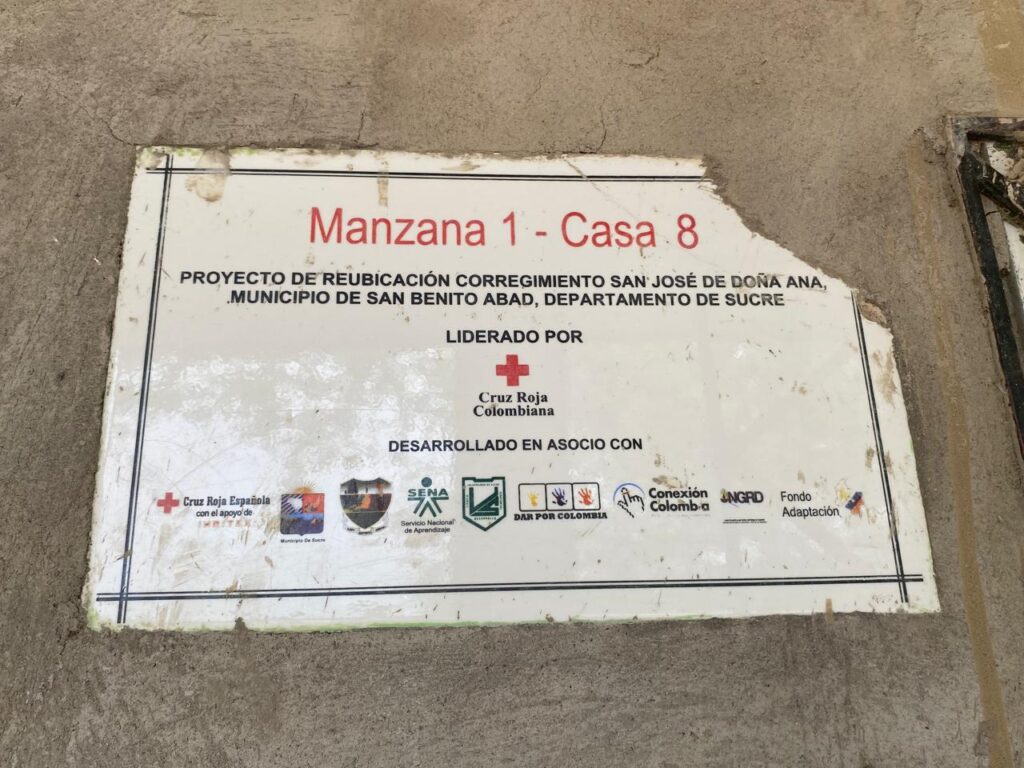 Manzana 1 - Casa 8
PROYECTO DE REUBICACIÓN CORREGIMIENTO SAN JOSÉ DE DOÑA ANA,
MUNICIPIO DE SAN BENITO ABAD, DEPARTAMENTO DE SUCRE
LIDERADO POR
Cruz Roja
Colombiana
DESARROLLADO EN ASOCIO CON
Cruz Roja Española
con el apoyo de
Municipio De Sucre
SENA
Servicio Nacional
de Aprendizaje
DAR POR COLOMBIA
Conexión
Colombia
UNGRD
Fondo
Adaptación